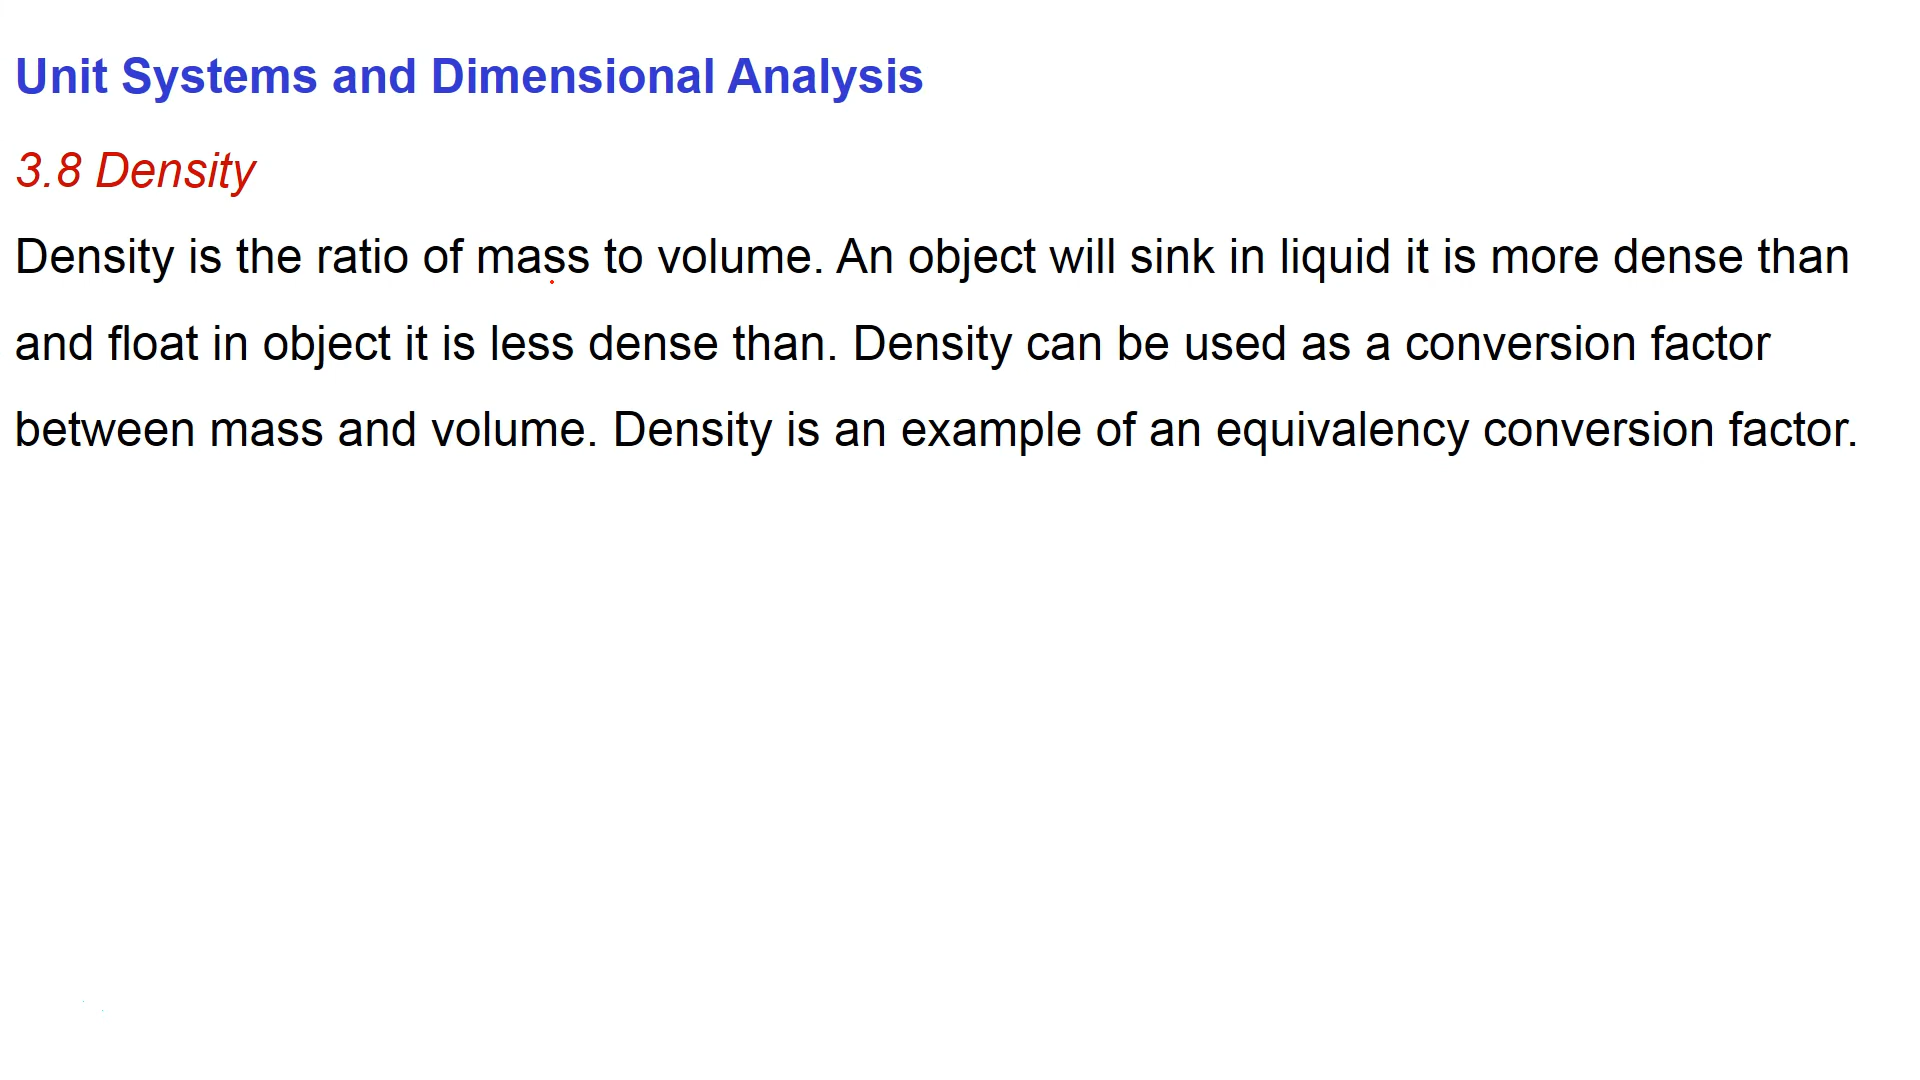 Unit Systems and Dimensional Analysis
3.8 Density
Density is the ratio of mass to volume. An object will sink in liquid it is more dense than
and float in object it is less dense than. Density can be used as a conversion factor
between mass and volume. Density is an example of an equivalency conversion factor.